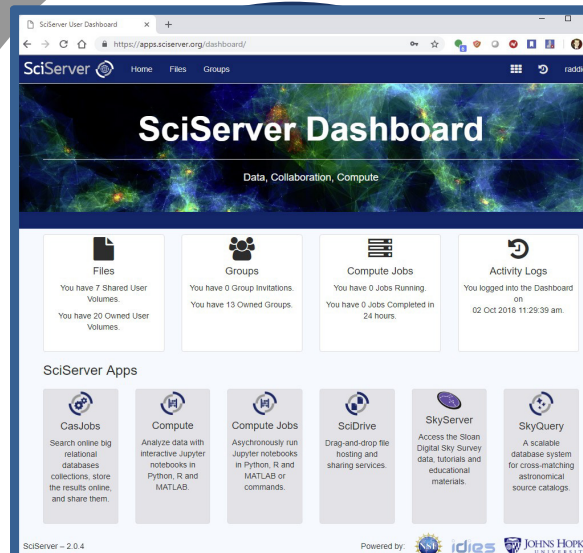 SciServer User Dashboard
https://apps.sciserver.org/dashboard/
SciServer Home Files Groups
SciServer Dashboard
Data, Collaboration, Compute
Files
You have 7 Shared User
Volumes.
You have 20 Owned User
Volumes.
Groups
You have 0 Group Invitations.
You have 13 Owned Groups.
Compute Jobs
You have 0 Jobs Running.
You have 0 Jobs Completed in
24 hours.
Activity Logs
You logged into the Dashboard
on
02 Oct 2018 11:29:39 am.
SciServer Apps
CasJobs
Search online big
relational
databases
collections, store
the results online,
and share them.
Compute
Analyze data with
interactive Jupyter
notebooks in
Python, R and
MATLAB.
Compute Jobs
Asychronously run
Jupyter notebooks
in Python, R and
MATLAB or
commands.
SciDrive
Drag-and-drop file
hosting and
sharing services.
SkyServer
Access the Sloan
Digital Sky Survey
data, tutorials and
educational
materials.
SkyQuery
A scalable
database system
for cross-matching
astronomical
source catalogs.
SciServer – 2.0.4
Powered by:
NSF
idies
JOHNS HOPK
UNIVERSIT